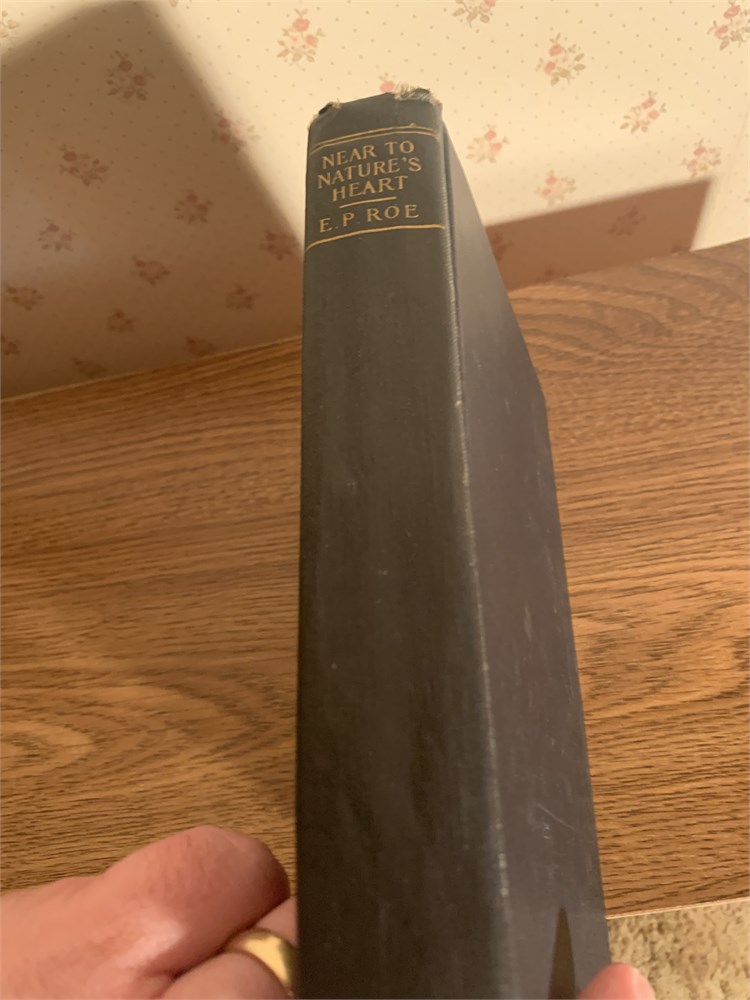 NEAR TO
NATURE'S
HEART
E. P. ROE